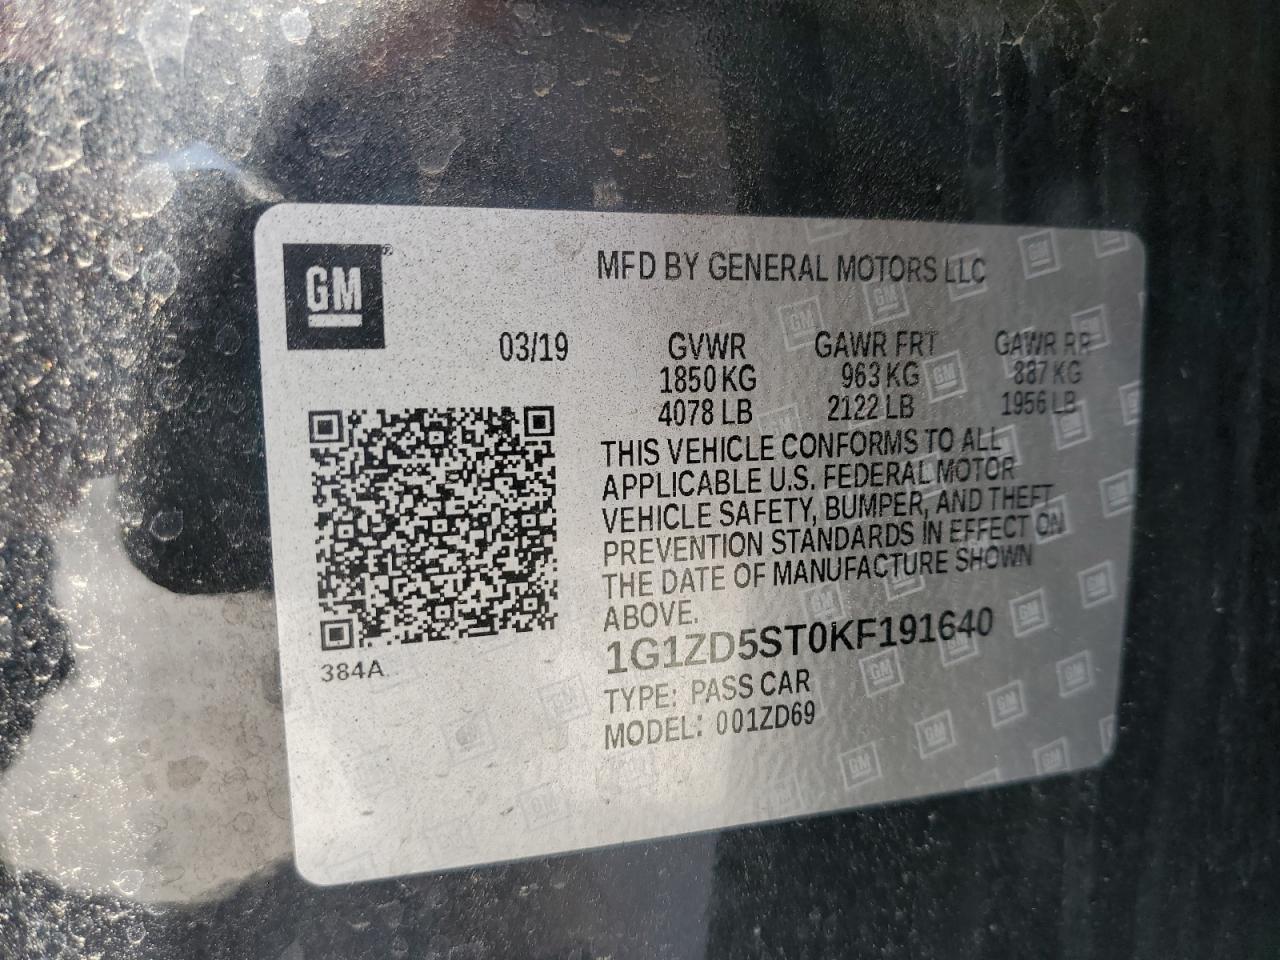 GM®
MFD BY GENERAL MOTORS LLC
03/19 GVWR GAWR FRT GAWR RR
1850 KG 963 KG 887 KG
4078 LB 2122 LB 1956 LB
THIS VEHICLE CONFORMS TO ALL
APPLICABLE U.S. FEDERAL MOTOR
VEHICLE SAFETY, BUMPER, AND THEFT
PREVENTION STANDARDS IN EFFECT ON
THE DATE OF MANUFACTURE SHOWN
ABOVE.
1G1ZD5ST0KF191640
384A
TYPE: PASS CAR
MODEL: 001ZD69